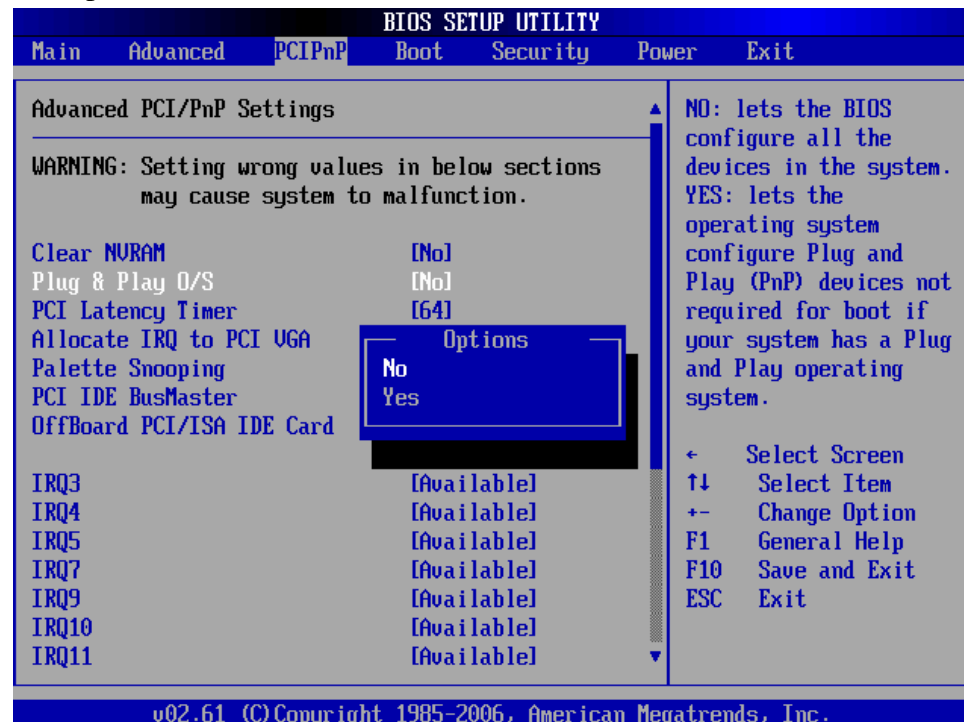 BIOS SETUP UTILITY
Main Advanced PCIPnP Boot Security Power Exit
Advanced PCI/PnP Settings
WARNING: Setting wrong values in below sections
may cause system to malfunction.
Clear NVRAM [No]
Plug & Play O/S [No]
PCI Latency Timer [64]
Allocate IRQ to PCI VGA
Palette Snooping
PCI IDE BusMaster
OffBoard PCI/ISA IDE Card
Options
No
Yes
IRQ3 [Available]
IRQ4 [Available]
IRQ5 [Available]
IRQ7 [Available]
IRQ9 [Available]
IRQ10 [Available]
IRQ11 [Available]
NO: lets the BIOS
configure all the
devices in the system.
YES: lets the
operating system
configure Plug and
Play (PnP) devices not
required for boot if
your system has a Plug
and Play operating
system.
← Select Screen
↑↓ Select Item
+- Change Option
F1 General Help
F10 Save and Exit
ESC Exit
v02.61 (C)Copyright 1985-2006, American Megatrends, Inc.